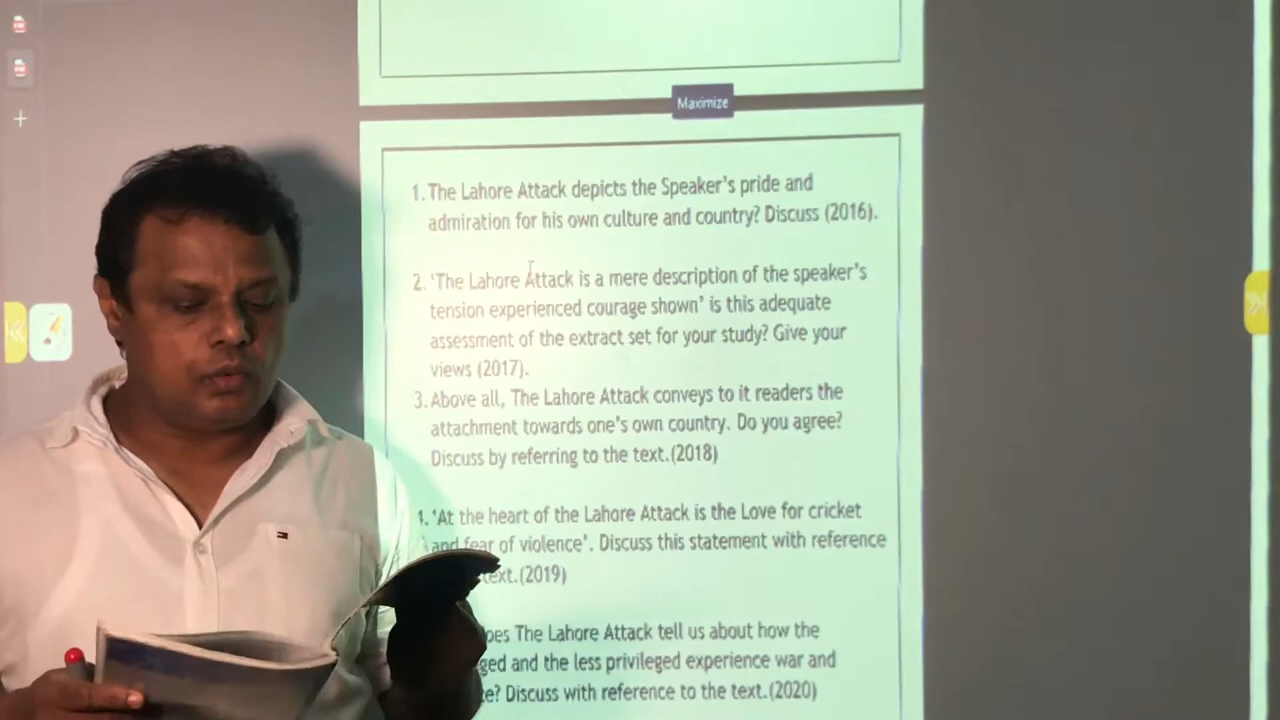 Maximize
1. The Lahore Attack depicts the Speaker's pride and
admiration for his own culture and country? Discuss (2016).
2. 'The Lahore Attack is a mere description of the speaker's
tension experienced courage shown' is this adequate
assessment of the extract set for your study? Give your
views (2017).
3. Above all, The Lahore Attack conveys to it readers the
attachment towards one's own country. Do you agree?
Discuss by referring to the text.(2018)
'At the heart of the Lahore Attack is the Love for cricket
and fear of violence'. Discuss this statement with reference
text.(2019)
The Lahore Attack tell us about how the
and the less privileged experience war and
Discuss with reference to the text.(2020)